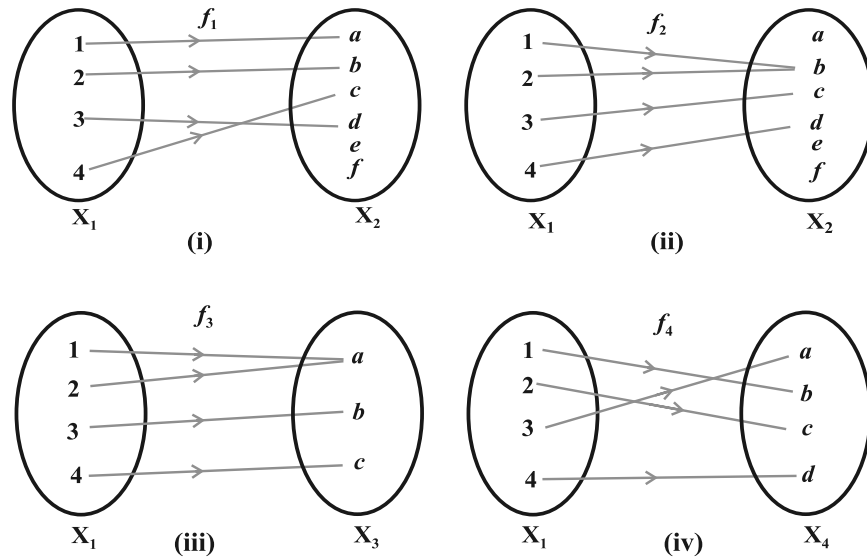 f₁
1 a
2 b
c
3 d
e
4 f
X₁ X₂
(i)
f₂
1 a
2 b
c
3 d
e
4 f
X₁ X₂
(ii)
f₃
1 a
2
3 b
4 c
X₁ X₃
(iii)
f₄
1 a
2 b
3 c
4 d
X₁ X₄
(iv)